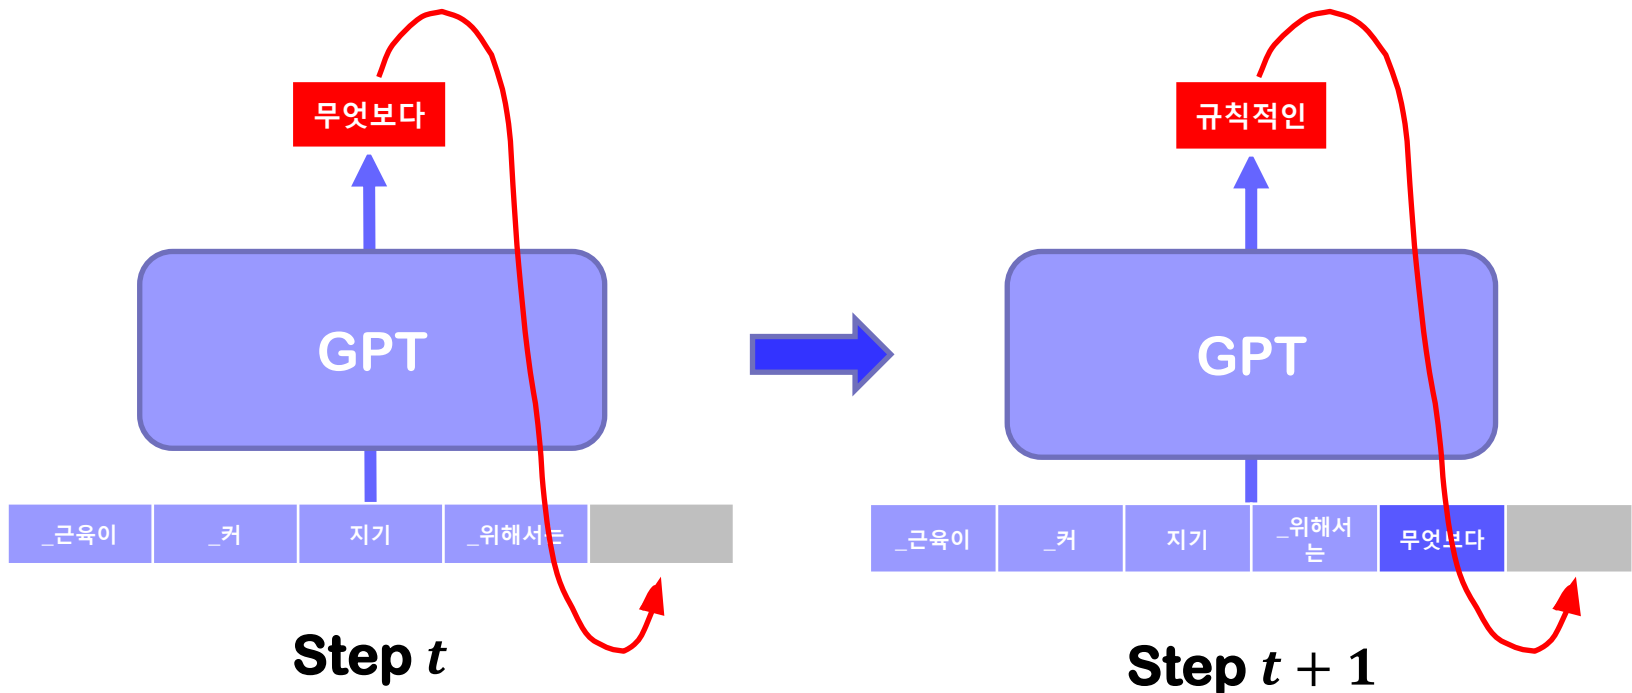 무엇보다
GPT
_근육이 _커 지기 _위해서는
Step t
규칙적인
GPT
_근육이 _커 지기 _위해서
는 무엇보다
Step t + 1